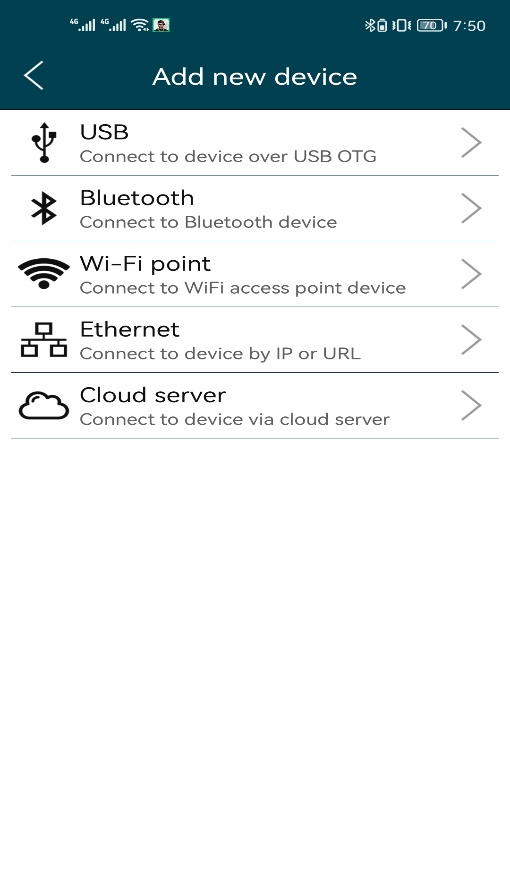 4G 4G 70 7:50
Add new device
USB
Connect to device over USB OTG
Bluetooth
Connect to Bluetooth device
Wi-Fi point
Connect to WiFi access point device
Ethernet
Connect to device by IP or URL
Cloud server
Connect to device via cloud server